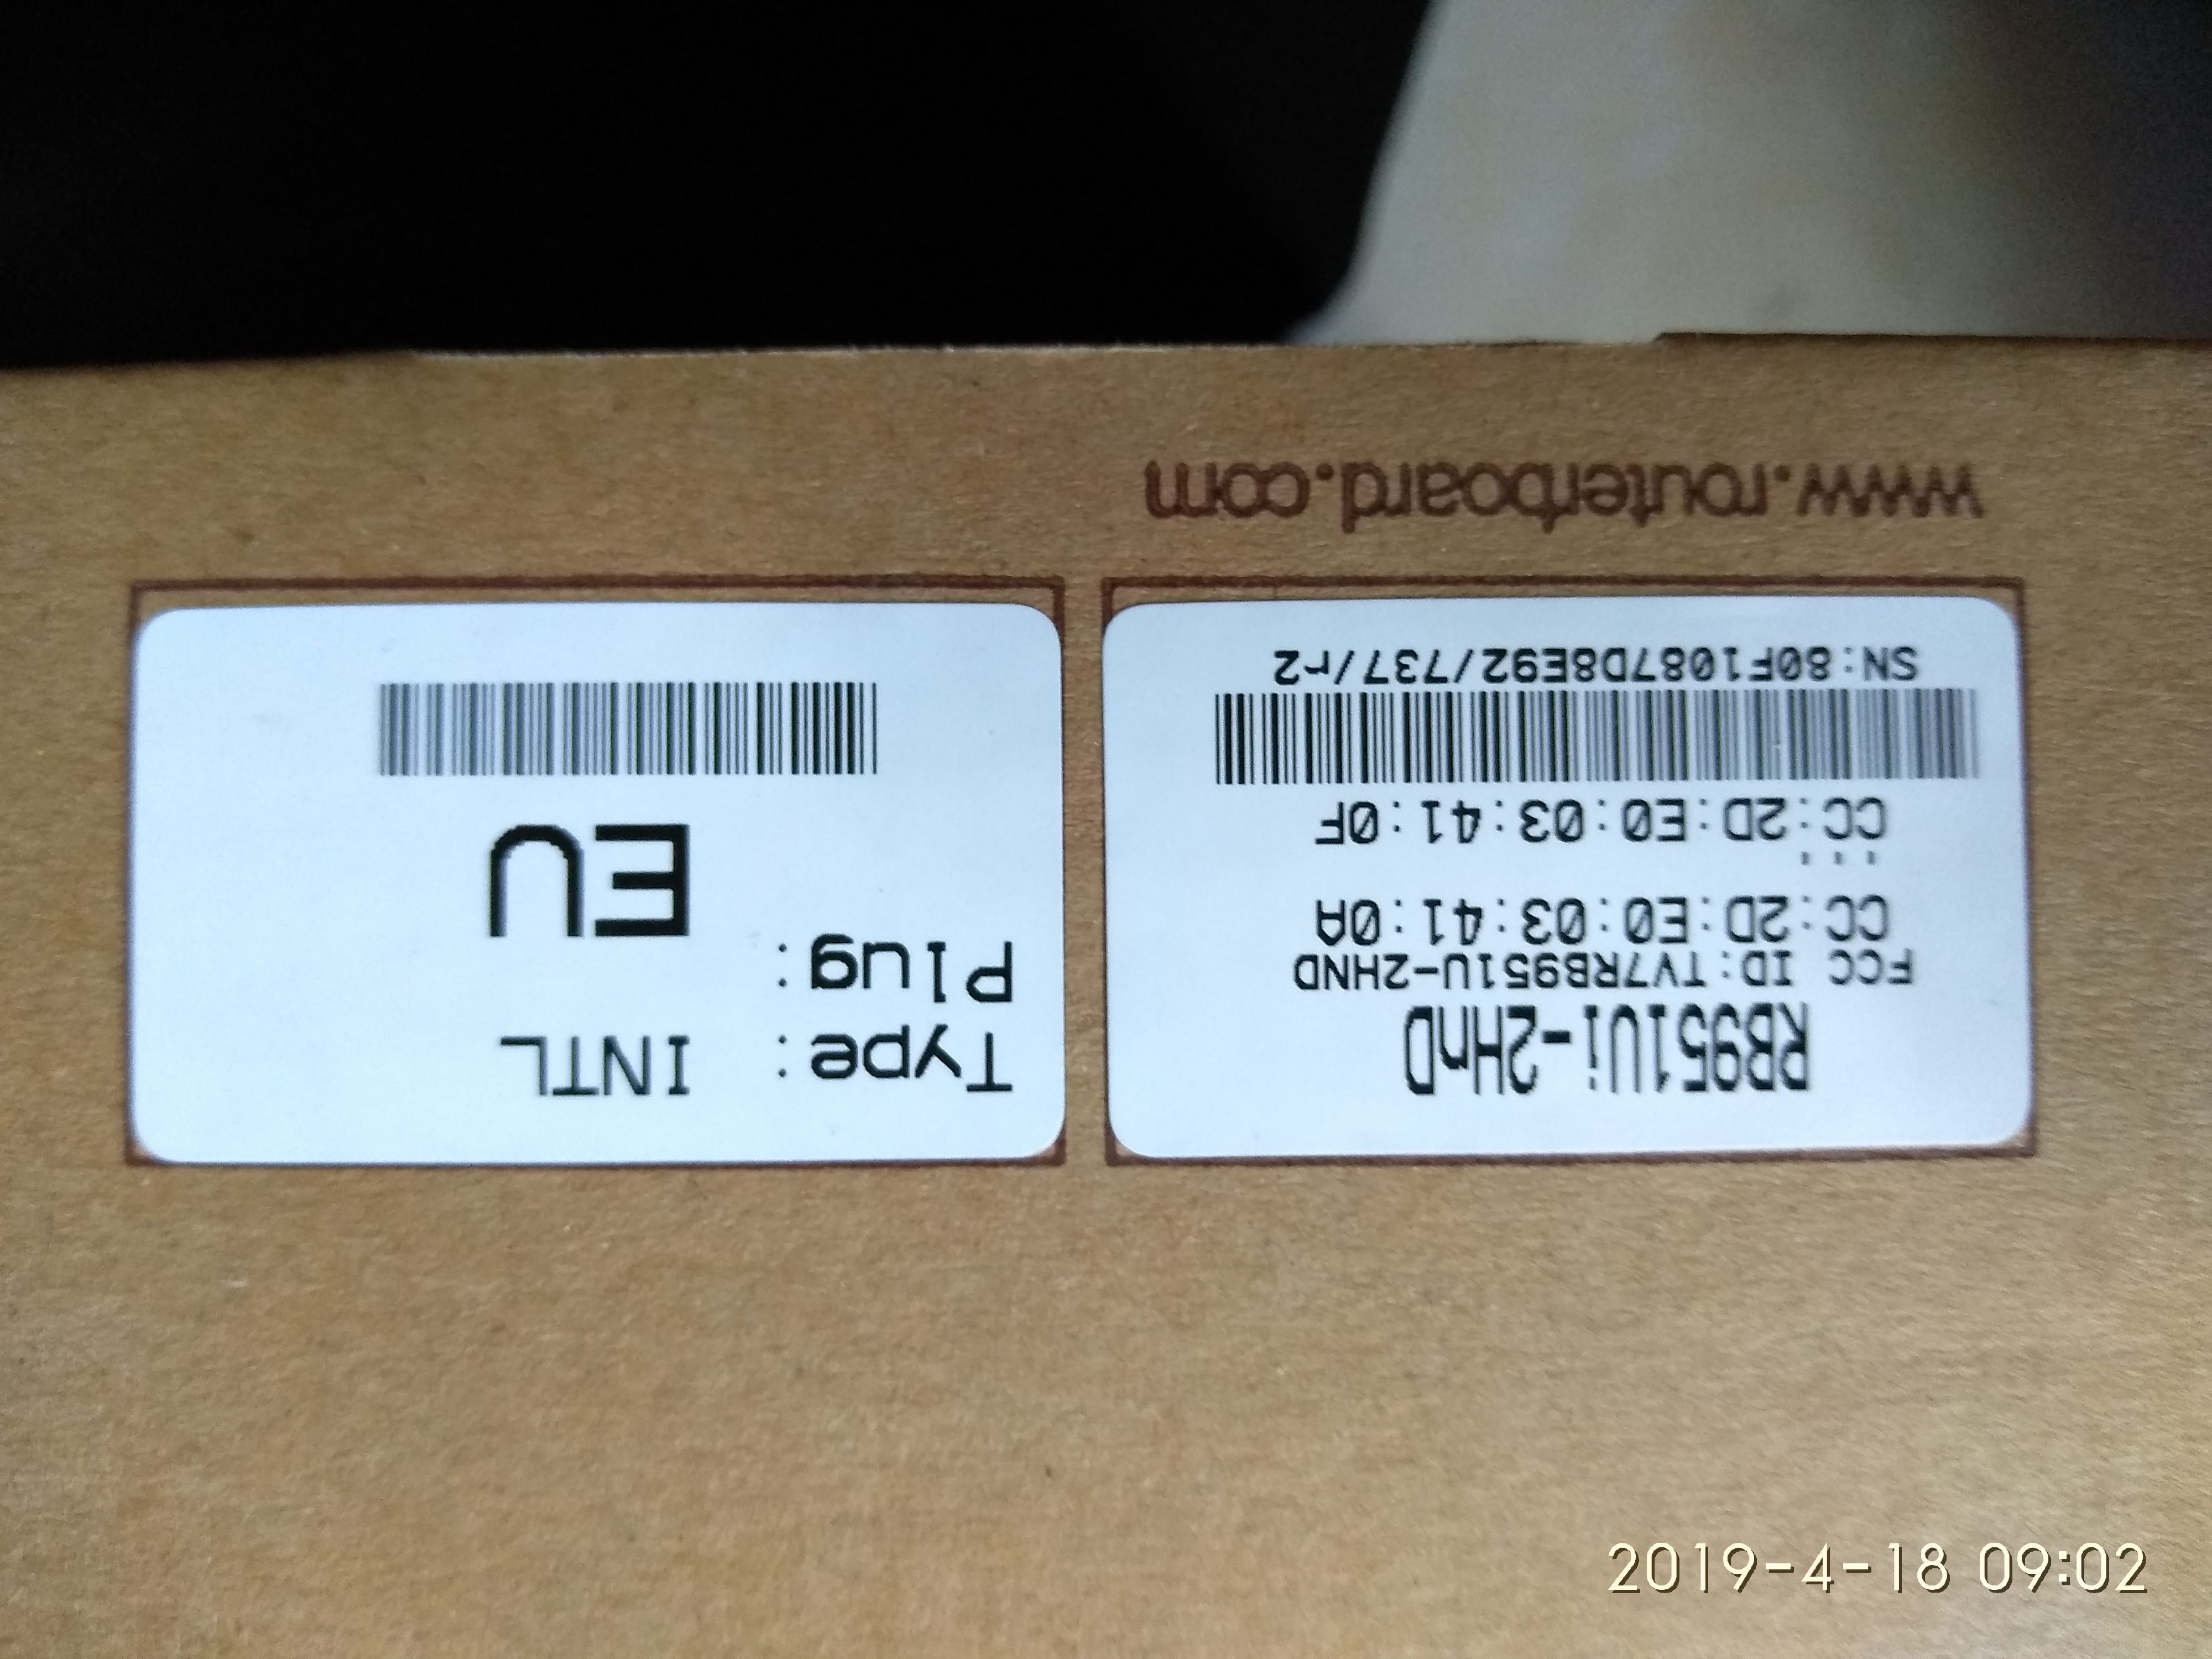 2019-4-18 09:02
RB951Ui-2HnD
FCC ID:TV7RB951U-2HND
CC:2D:E0:03:41:0A
...
CC:2D:E0:03:41:0F
SN:80F1087D8E92/737/r2
Type: INTL
Plug:
EU
www.routerboard.com